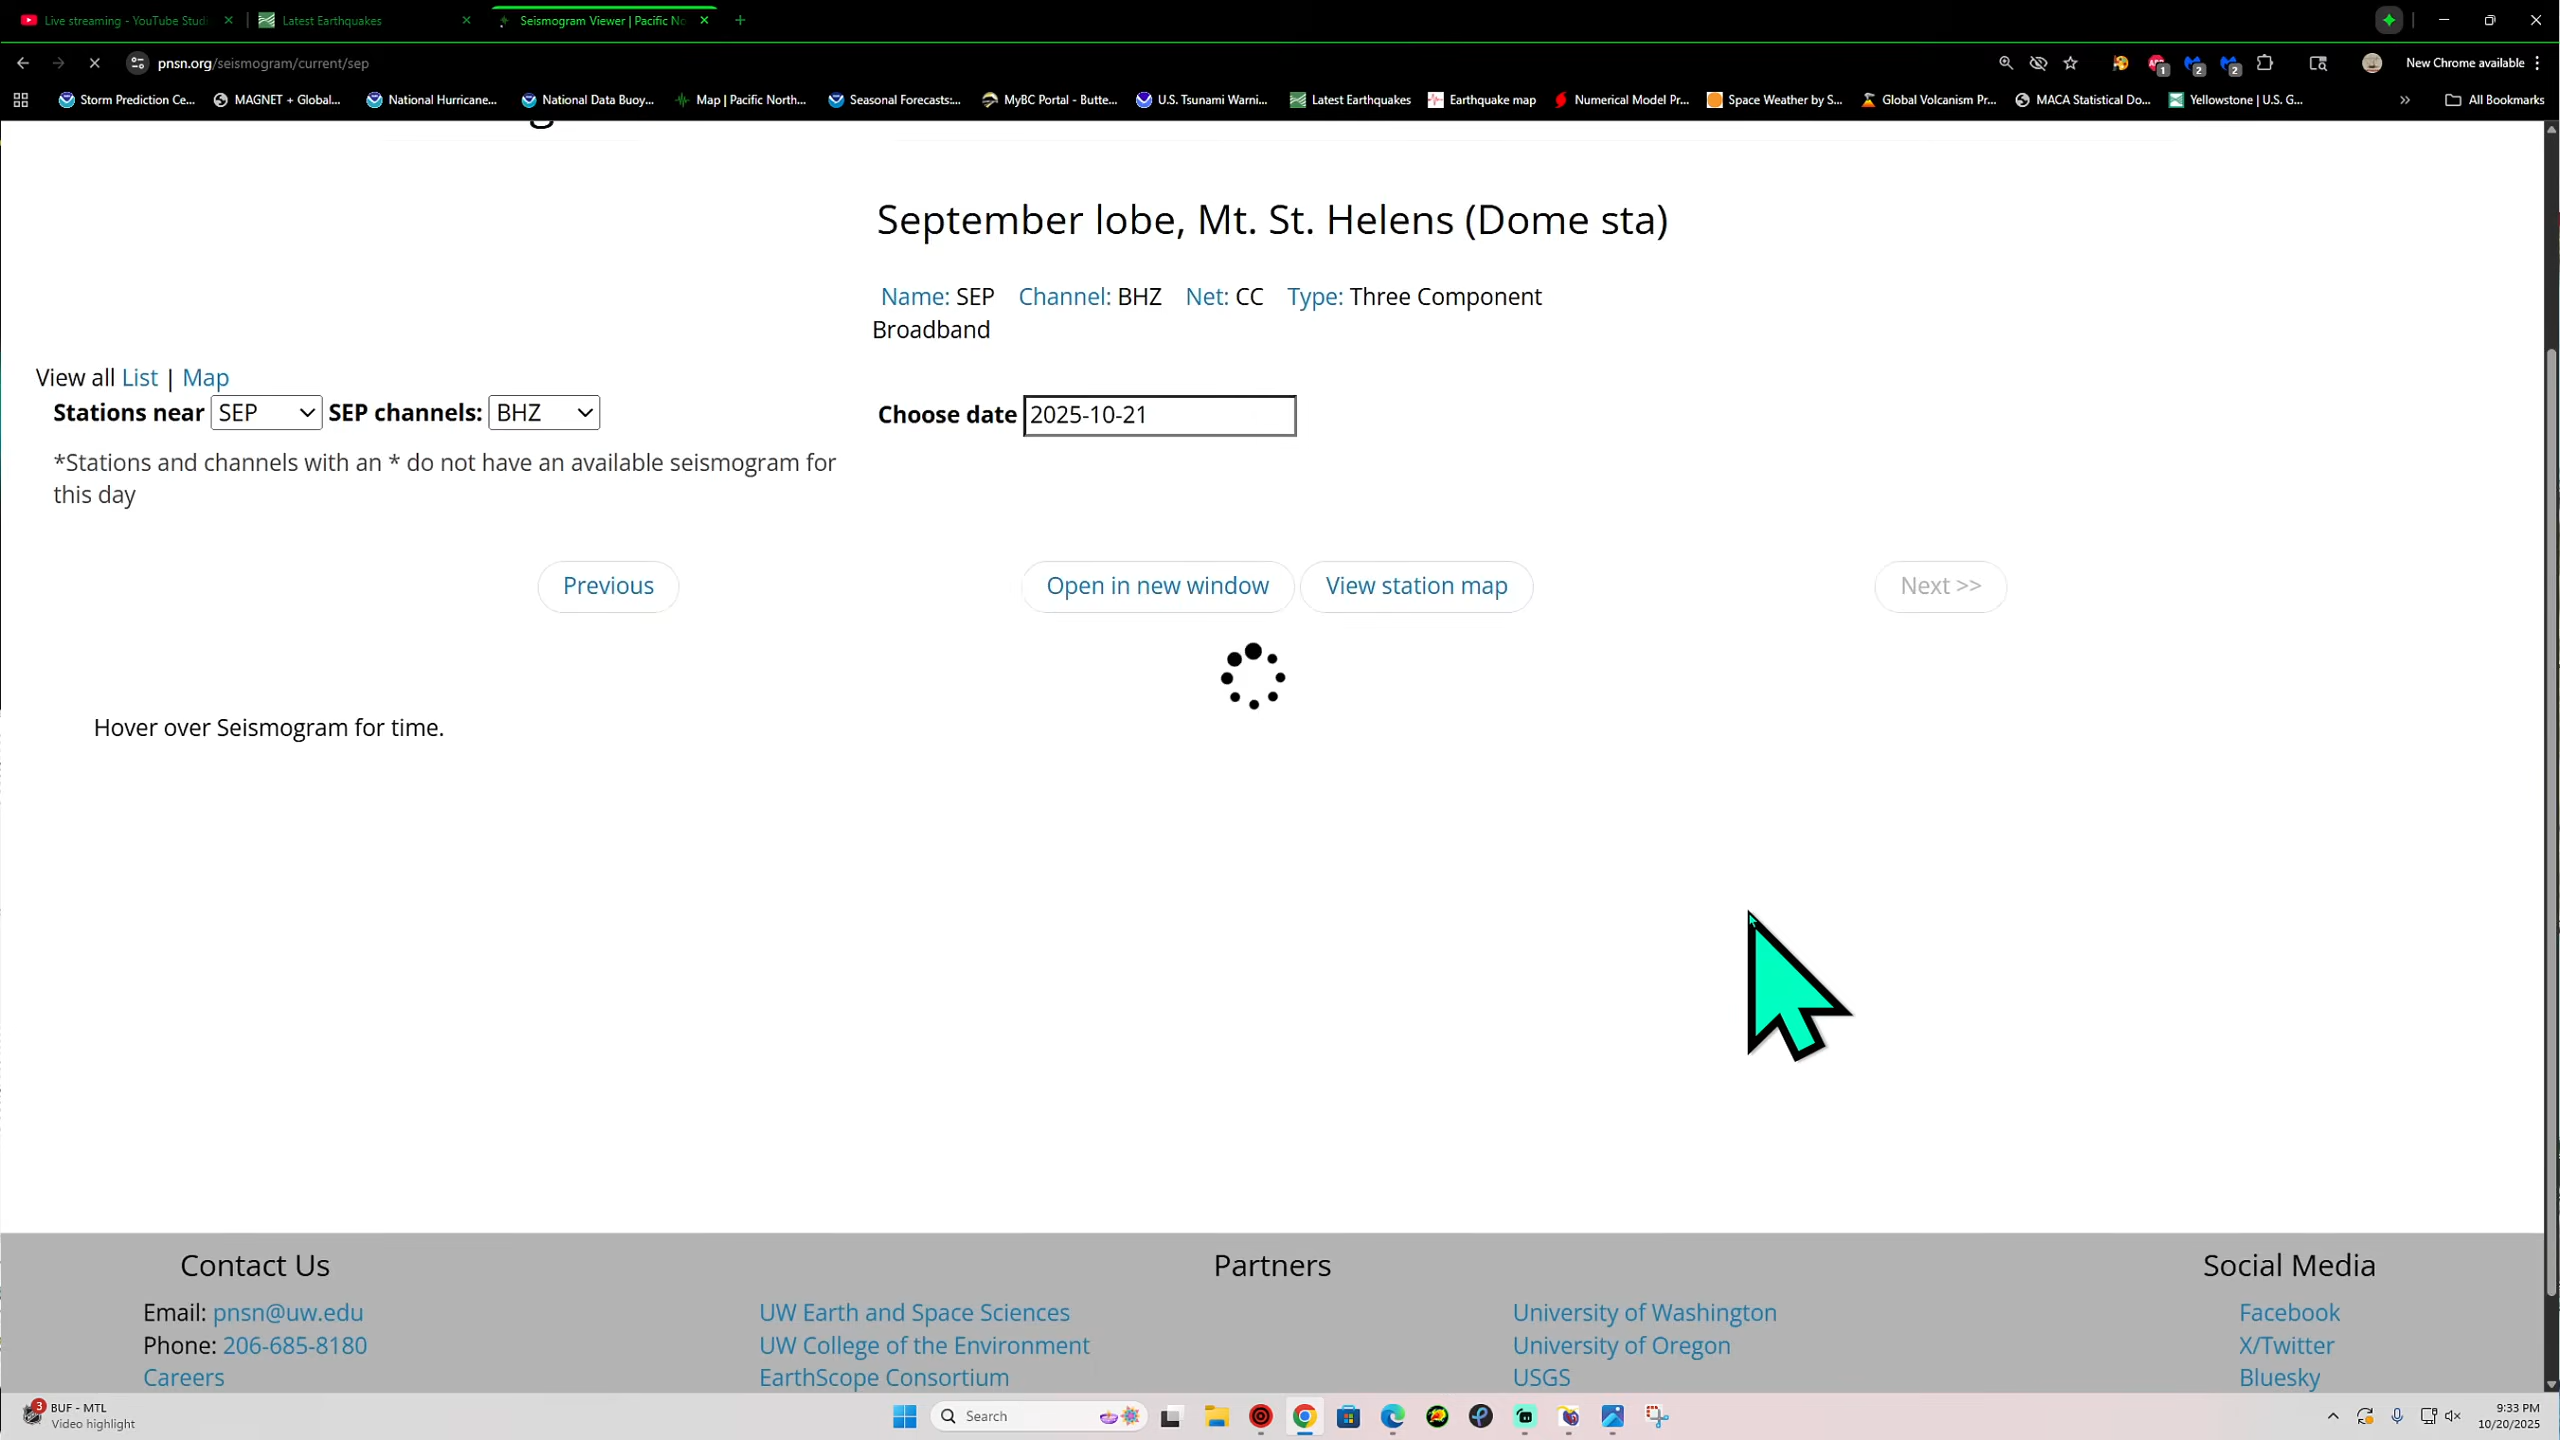 Live streaming - YouTube Studi
Latest Earthquakes
Seismogram Viewer | Pacific No
pnsn.org/seismogram/current/sep
New Chrome available
Storm Prediction Ce...
MAGNET + Global...
National Hurricane...
National Data Buoy...
Map | Pacific North...
Seasonal Forecasts:...
MyBC Portal - Butte...
U.S. Tsunami Warni...
Latest Earthquakes
Earthquake map
Numerical Model Pr...
Space Weather by S...
Global Volcanism Pr...
MACA Statistical Do...
Yellowstone | U.S. G...
All Bookmarks
September lobe, Mt. St. Helens (Dome sta)
Name: SEP Channel: BHZ Net: CC Type: Three Component
Broadband
View all List | Map
Stations near SEP SEP channels: BHZ
Choose date 2025-10-21
*Stations and channels with an * do not have an available seismogram for
this day
Previous
Open in new window
View station map
Next >>
Hover over Seismogram for time.
Contact Us
Email: pnsn@uw.edu
Phone: 206-685-8180
Careers
Partners
UW Earth and Space Sciences
UW College of the Environment
EarthScope Consortium
University of Washington
University of Oregon
USGS
Social Media
Facebook
X/Twitter
Bluesky
3
BUF - MTL
Video highlight
Search
9:33 PM
10/20/2025